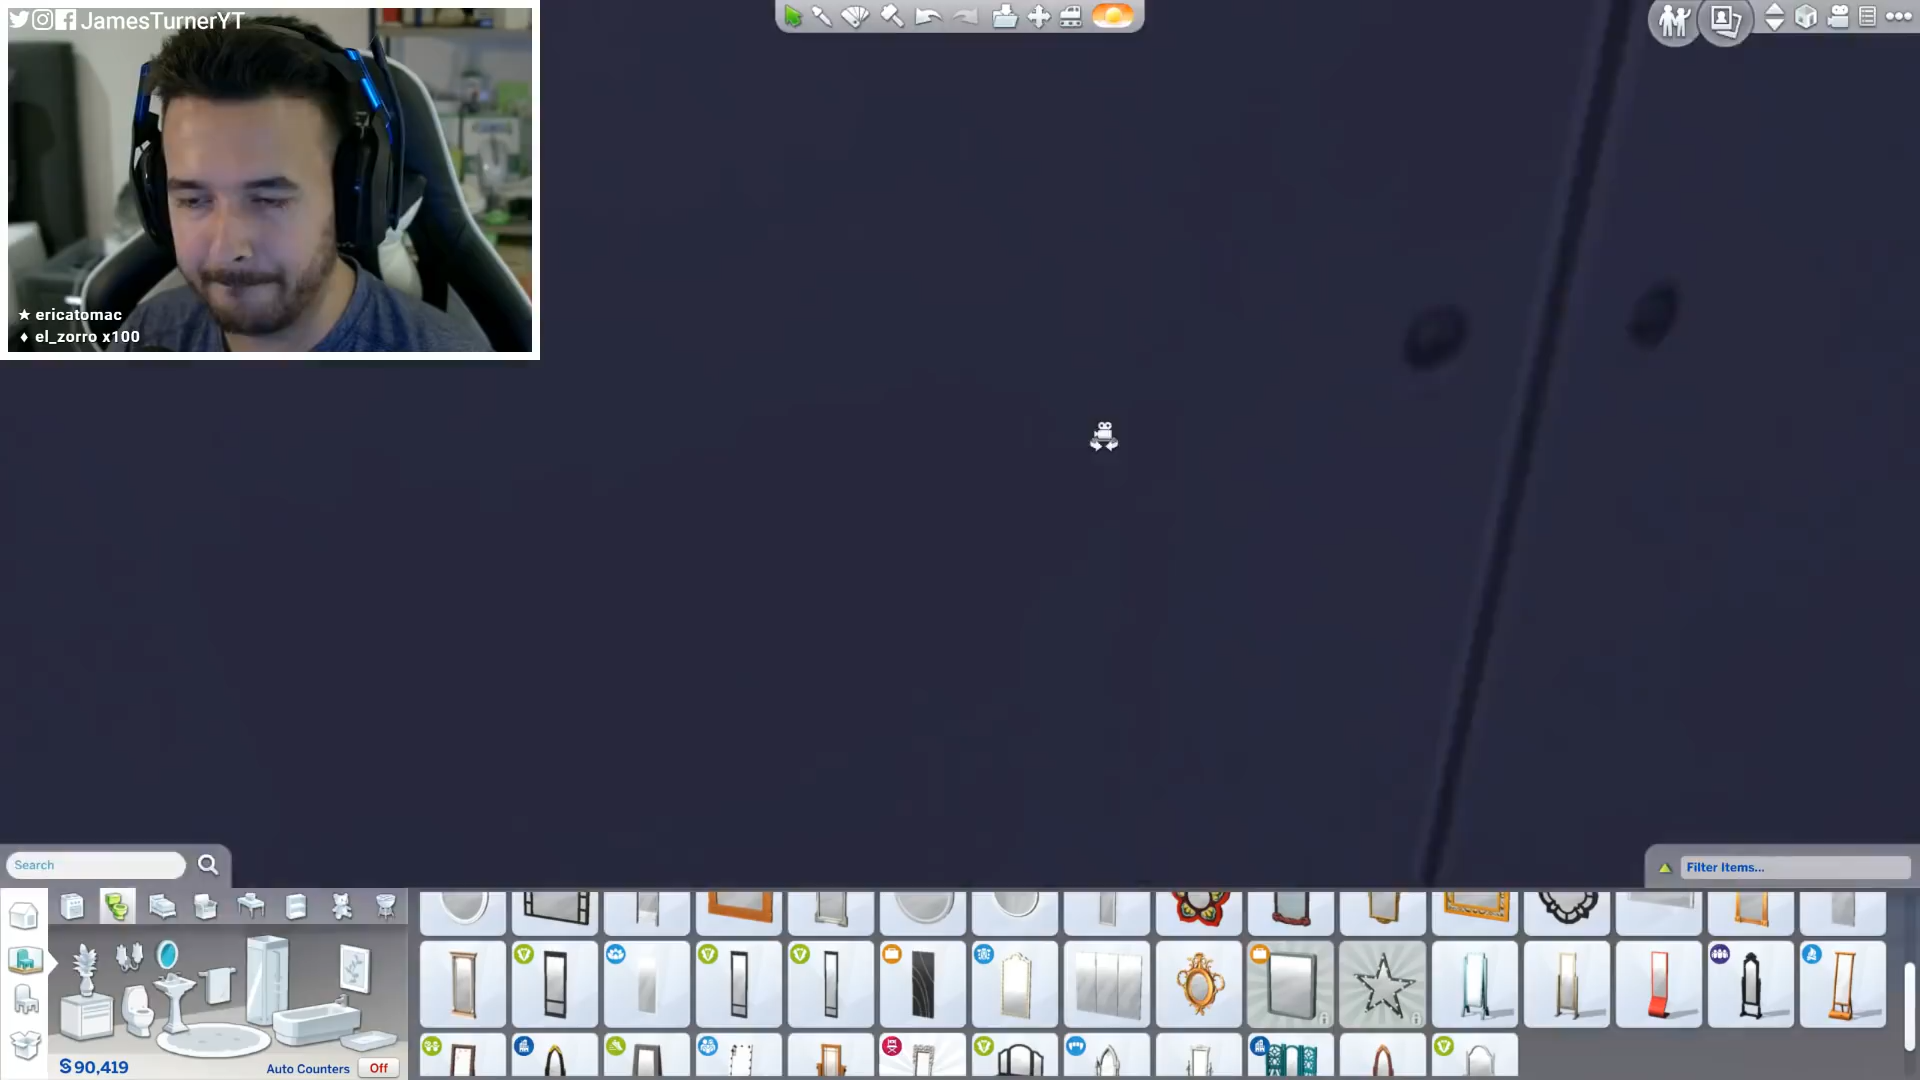 JamesTurnerYT
ericatomac
el_zorro x100
Search
Filter Items...
90,419
Auto Counters
Off